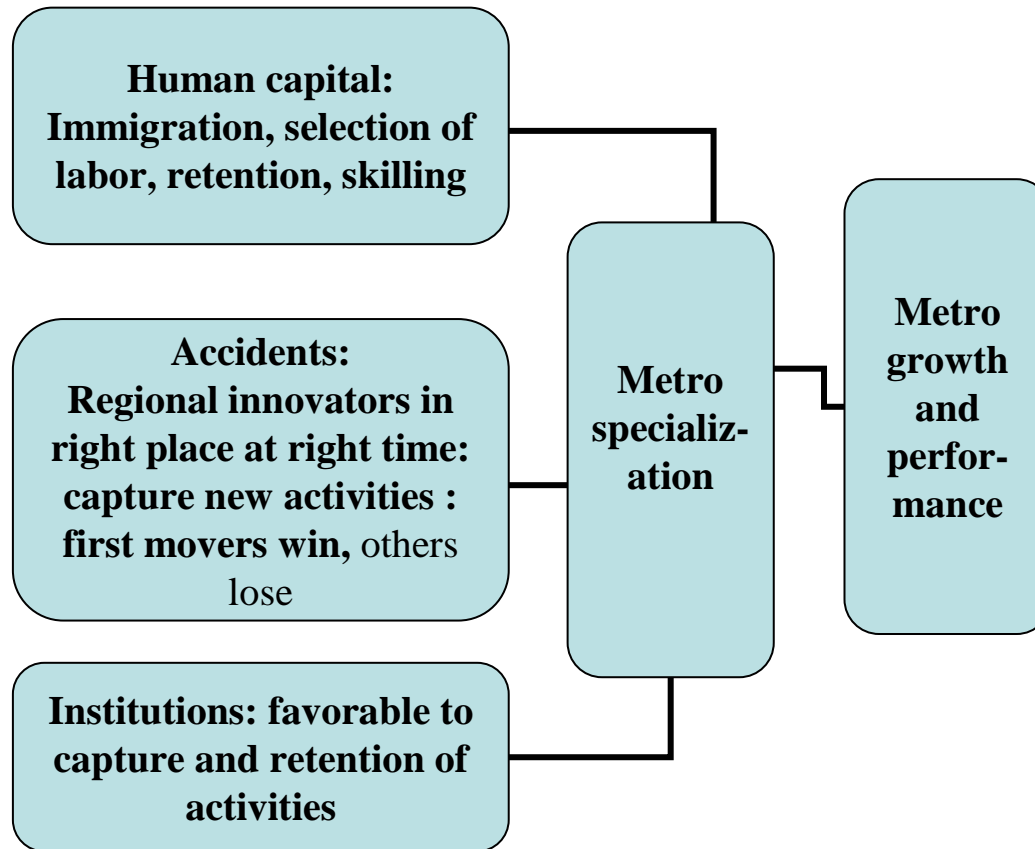 Human capital:
Immigration, selection of
labor, retention, skilling
Accidents:
Regional innovators in
right place at right time:
capture new activities :
first movers win, others
lose
Institutions: favorable to
capture and retention of
activities
Metro
specializ-
ation
Metro
growth
and
perfor-
mance